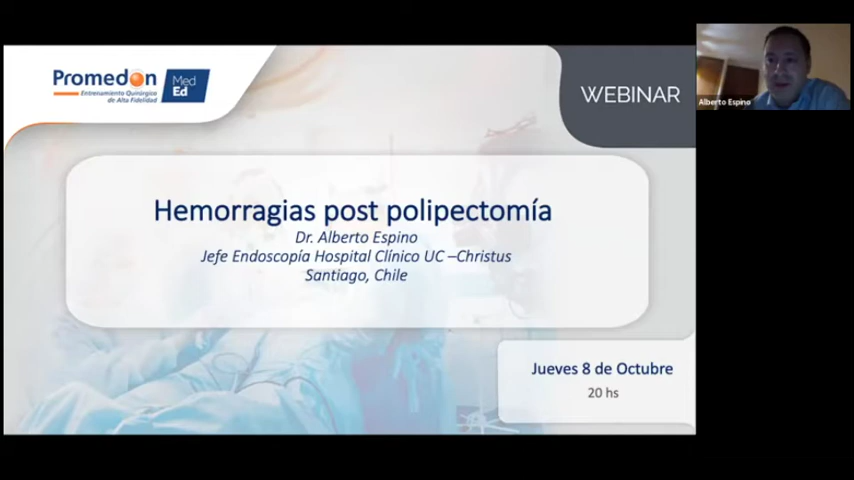 Promedon
Entrenamiento Quirúrgico
de Alta Fidelidad
Med
Ed
WEBINAR
Alberto Espino
Hemorragias post polipectomía
Dr. Alberto Espino
Jefe Endoscopía Hospital Clínico UC –Christus
Santiago, Chile
Jueves 8 de Octubre
20 hs